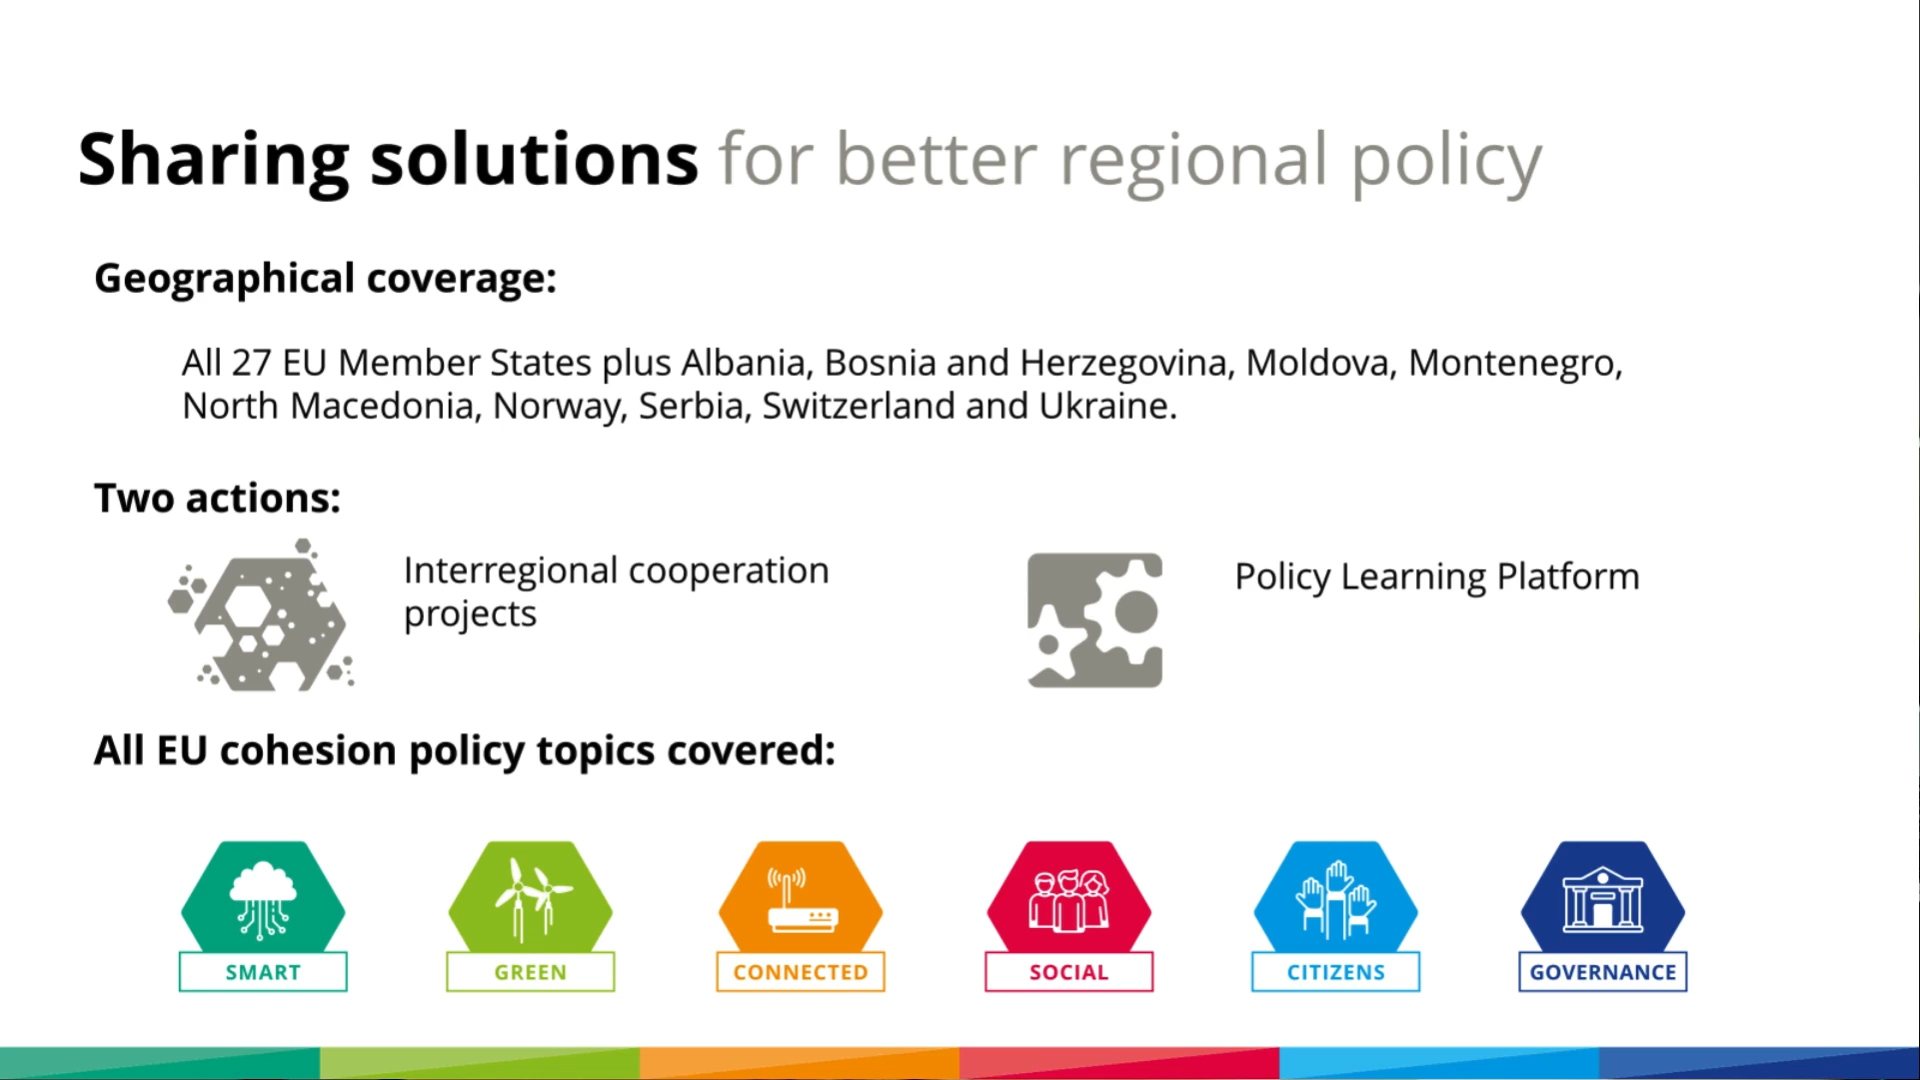 Sharing solutions for better regional policy
Geographical coverage:
All 27 EU Member States plus Albania, Bosnia and Herzegovina, Moldova, Montenegro,
North Macedonia, Norway, Serbia, Switzerland and Ukraine.
Two actions:
Interregional cooperation
projects
Policy Learning Platform
All EU cohesion policy topics covered:
SMART
GREEN
CONNECTED
SOCIAL
CITIZENS
GOVERNANCE